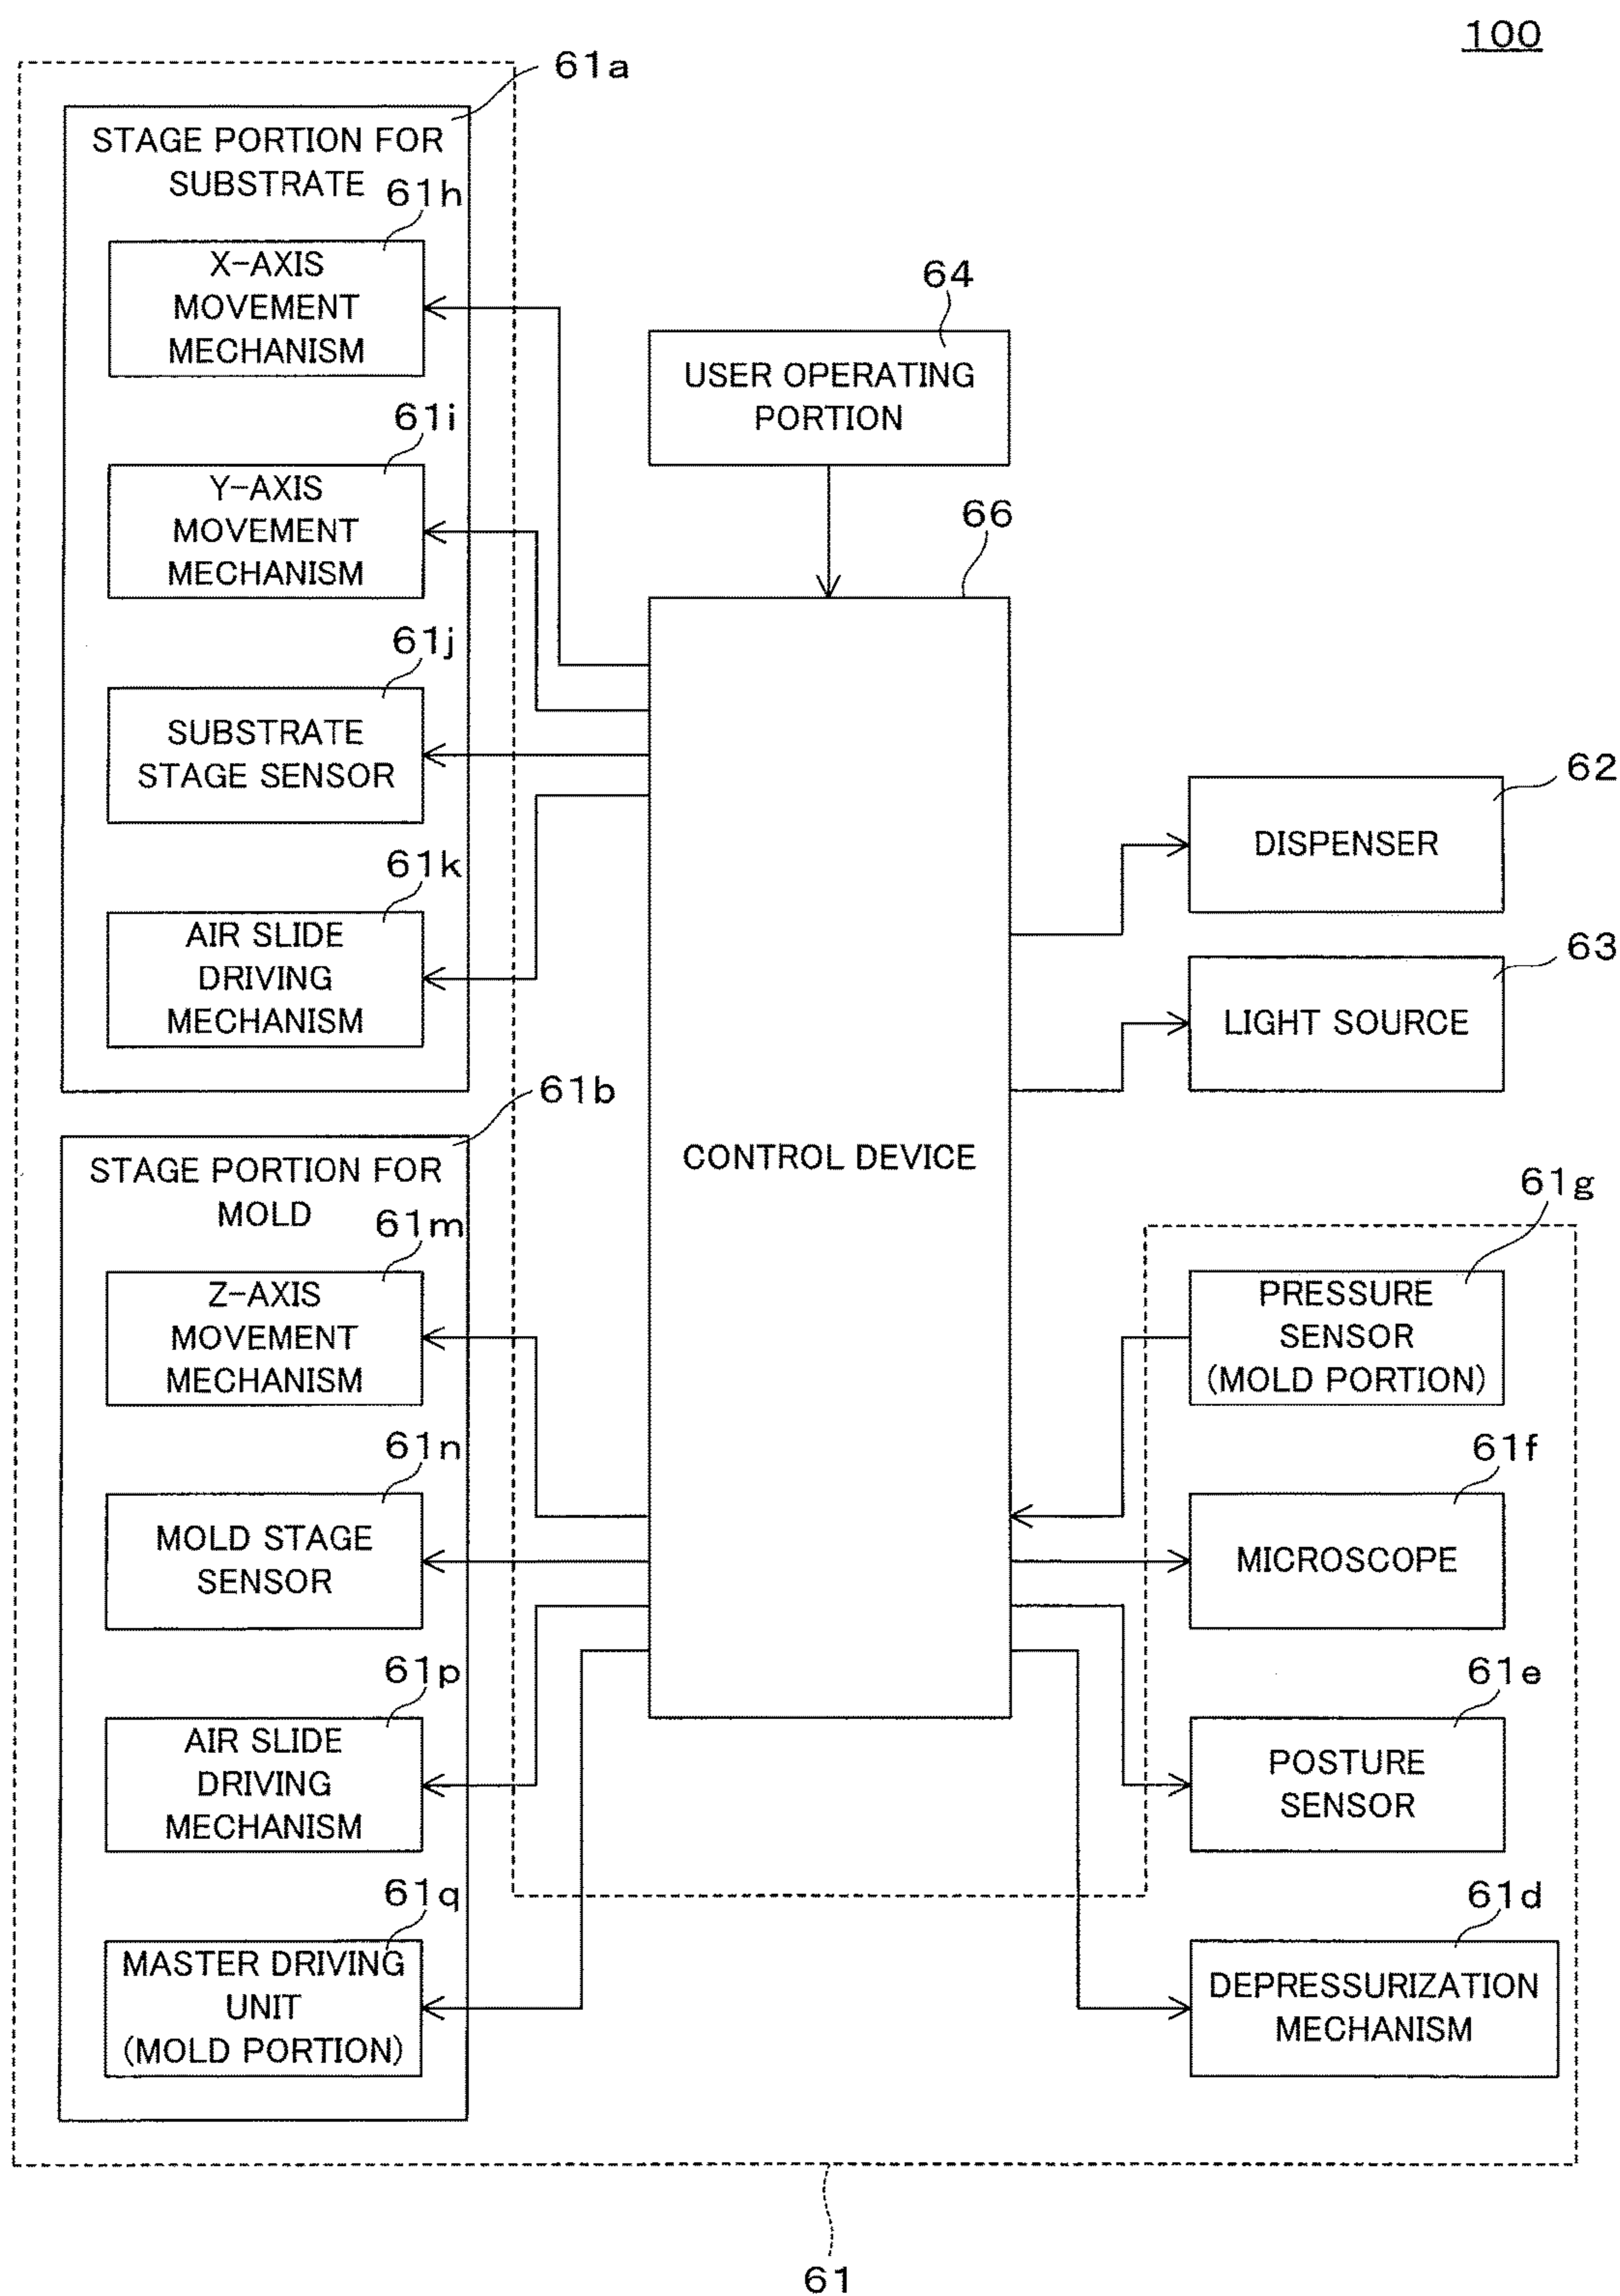 100
61a
STAGE PORTION FOR
SUBSTRATE
61h
X-AXIS
MOVEMENT
MECHANISM
61i
Y-AXIS
MOVEMENT
MECHANISM
61j
SUBSTRATE
STAGE SENSOR
61k
AIR SLIDE
DRIVING
MECHANISM
61b
STAGE PORTION FOR
MOLD
61m
Z-AXIS
MOVEMENT
MECHANISM
61n
MOLD STAGE
SENSOR
61p
AIR SLIDE
DRIVING
MECHANISM
61q
MASTER DRIVING
UNIT
(MOLD PORTION)
64
USER OPERATING
PORTION
66
CONTROL DEVICE
62
DISPENSER
63
LIGHT SOURCE
61g
PRESSURE
SENSOR
(MOLD PORTION)
61f
MICROSCOPE
61e
POSTURE
SENSOR
61d
DEPRESSURIZATION
MECHANISM
61